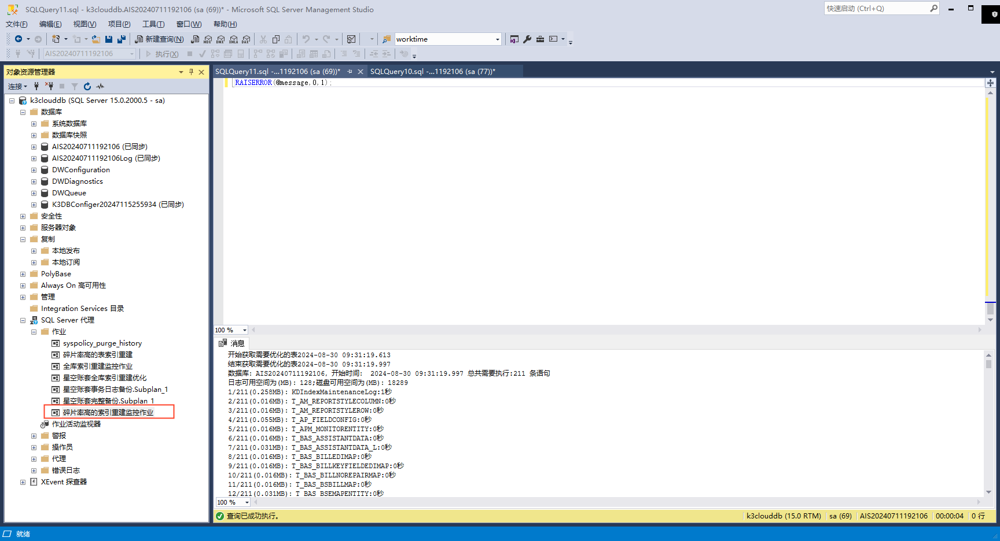 SQLQuery11.sql - k3clouddb.AIS20240711192106 (sa (69))* - Microsoft SQL Server Management Studio
快速启动 (Ctrl+Q)
文件(F) 编辑(E) 视图(V) 项目(P) 工具(T) 窗口(W) 帮助(H)
新建查询(N) MDX DMX XMLA DAX worktime
AIS20240711192106 执行(X)
对象资源管理器
连接
k3clouddb (SQL Server 15.0.2000.5 - sa)
数据库
系统数据库
数据库快照
AIS20240711192106 (已同步)
AIS20240711192106Log (已同步)
DWConfiguration
DWDiagnostics
DWQueue
K3DBConfiger20247115255934 (已同步)
安全性
服务器对象
复制
本地发布
本地订阅
PolyBase
Always On 高可用性
管理
Integration Services 目录
SQL Server 代理
作业
syspolicy_purge_history
碎片率高的表索引重建
全库索引重建监控作业
星空账套全库索引重建优化
星空账套事务日志备份.Subplan_1
星空账套完整备份.Subplan_1
碎片率高的索引重建监控作业
作业活动监视器
警报
操作员
代理
错误日志
XEvent 探查器
SQLQuery11.sql -...1192106 (sa (69))* SQLQuery10.sql -...1192106 (sa (77))*
RAISERROR(@message,0,1);
100 %
消息
开始获取需要优化的表2024-08-30 09:31:19.613
结束获取需要优化的表2024-08-30 09:31:19.997
数据库: AIS20240711192106, 开始时间: 2024-08-30 09:31:19.997 总共需要执行:211 条语句
日志可用空间为(MB): 128;磁盘可用空间为(MB): 18289
1/211(0.258MB): KDIndexMaintenanceLog:1秒
2/211(0.016MB): T_AM_REPORTSTYLECOLUMN:0秒
3/211(0.016MB): T_AM_REPORTSTYLEROW:0秒
4/211(0.055MB): T_AP_FIELDCONFIG:0秒
5/211(0.016MB): T_APM_MONITORENTITY:0秒
6/211(0.016MB): T_BAS_ASSISTANTDATA:0秒
7/211(0.031MB): T_BAS_ASSISTANTDATA_L:0秒
8/211(0.016MB): T_BAS_BILLEDIMAP:0秒
9/211(0.016MB): T_BAS_BILLKEYFIELDEDIMAP:0秒
10/211(0.016MB): T_BAS_BILLNOREPAIRMAP:0秒
11/211(0.016MB): T_BAS_BSBILLMAP:0秒
12/211(0.031MB): T_BAS_BSEMAPENTITY:0秒
100 %
查询已成功执行。 k3clouddb (15.0 RTM) sa (69) AIS20240711192106 00:00:04 0 行
就绪